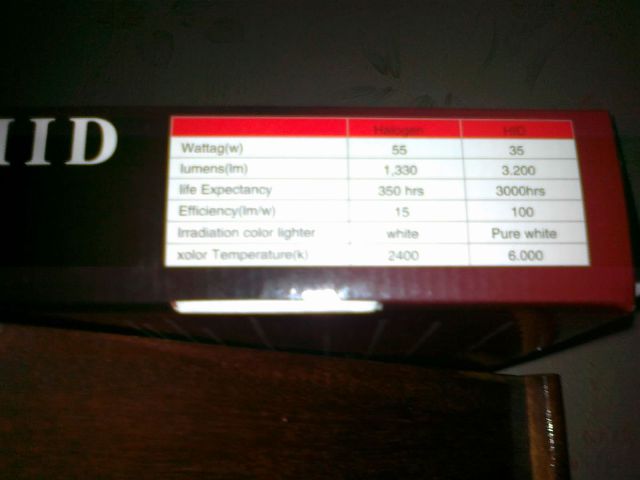 HID
Halogen HID
Wattag(w) 55 35
lumens(lm) 1,330 3.200
life Expectancy 350 hrs 3000hrs
Efficiency(lm/w) 15 100
Irradiation color lighter white Pure white
xolor Temperature(k) 2400 6.000